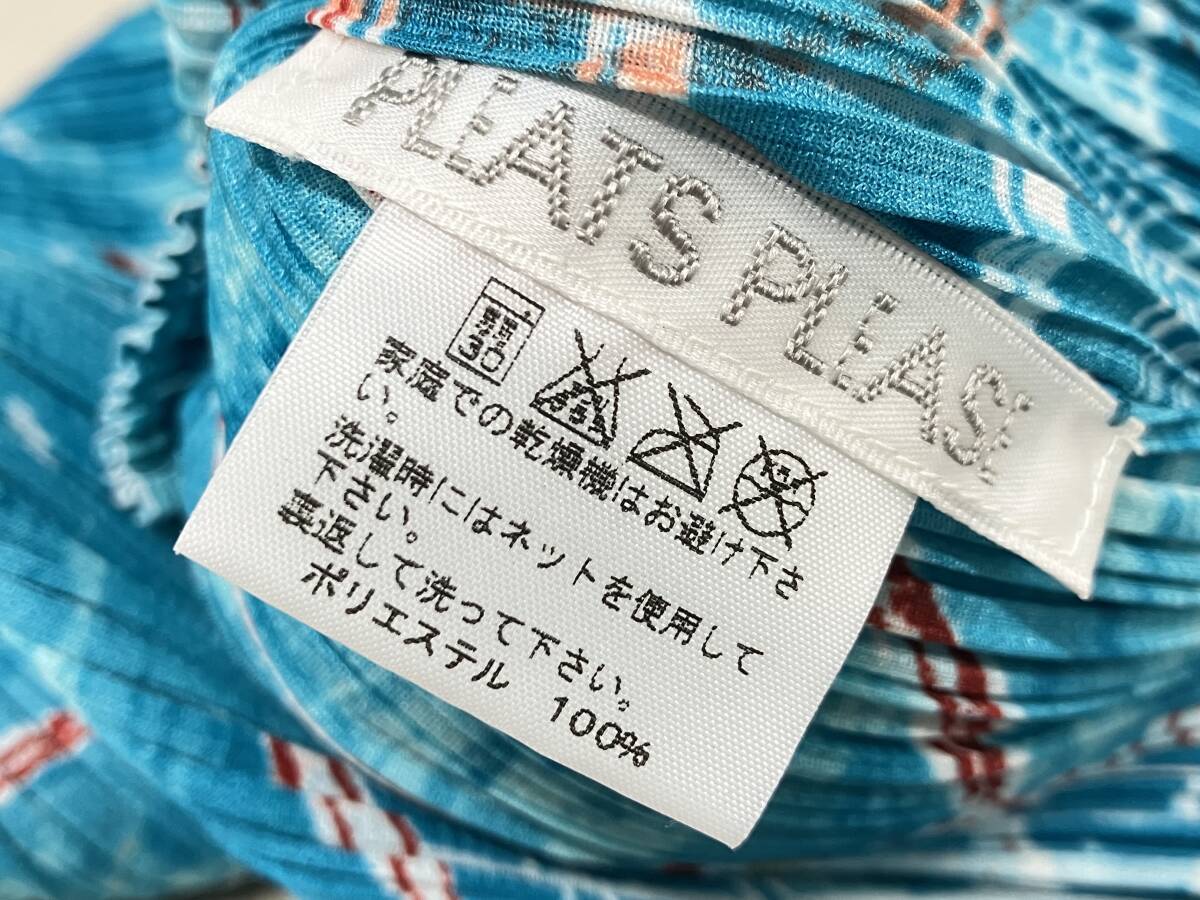 PLEATS PLEASE
30
家庭での乾燥機はお避け下さ
い。
洗濯時にはネットを使用して
下さい。
裏返して洗って下さい。
ポリエステル 100%